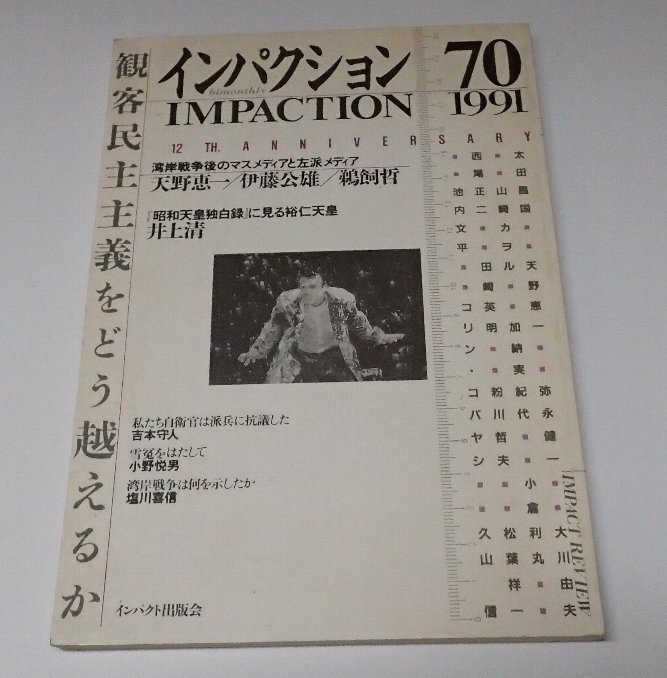 観客民主主義をどう越えるか
インパクション
bimonthly
IMPACTION
70
1991
12 TH. ANNIVERSARY
湾岸戦争後のマスメディアと左派メディア
天野恵一/伊藤公雄/鵜飼哲
『昭和天皇独白録』に見る裕仁天皇
井上清
私たち自衛官は派兵に抗議した
吉本守人
雪冤をはたして
小野悦男
湾岸戦争は何を示したか
塩川喜信
インパクト出版会
太田昌国
天野恵一
弥永健一
大川由夫
山崎カヲル
加納実紀代
小倉利丸
西尾正二
田崎英明
粉川哲夫
松葉祥一
池内文平
コリン・コバヤシ
久山信
IMPACT REVIEW